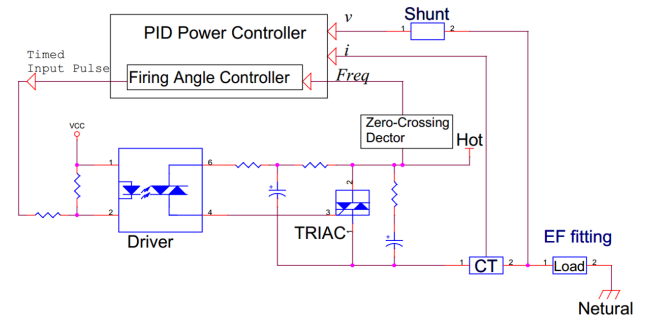 Shunt
v
1
2
PID Power Controller
i
Timed
Input Pulse
Firing Angle Controller
Freq
Zero-Crossing
Dector
Hot
VCC
1
6
2
+
2
4
3
+
TRIAC
1
Driver
EF fitting
1
CT
2
1
Load
2
Netural